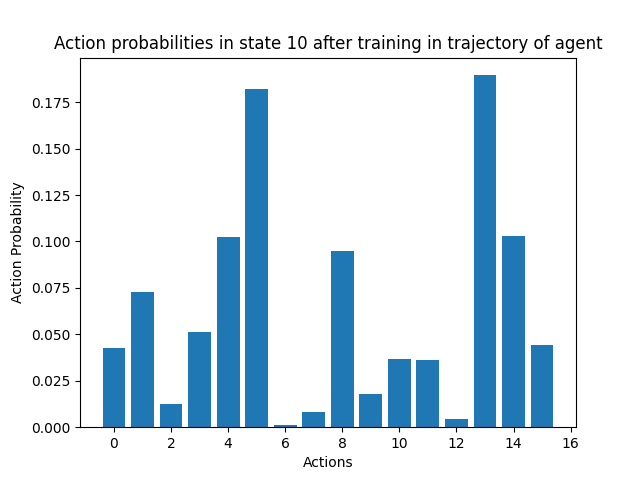 Action probabilities in state 10 after training in trajectory of agent
0.175
0.150
0.125
0.100
0.075
0.050
0.025
0.000
Action Probability
0 2 4 6 8 10 12 14 16
Actions